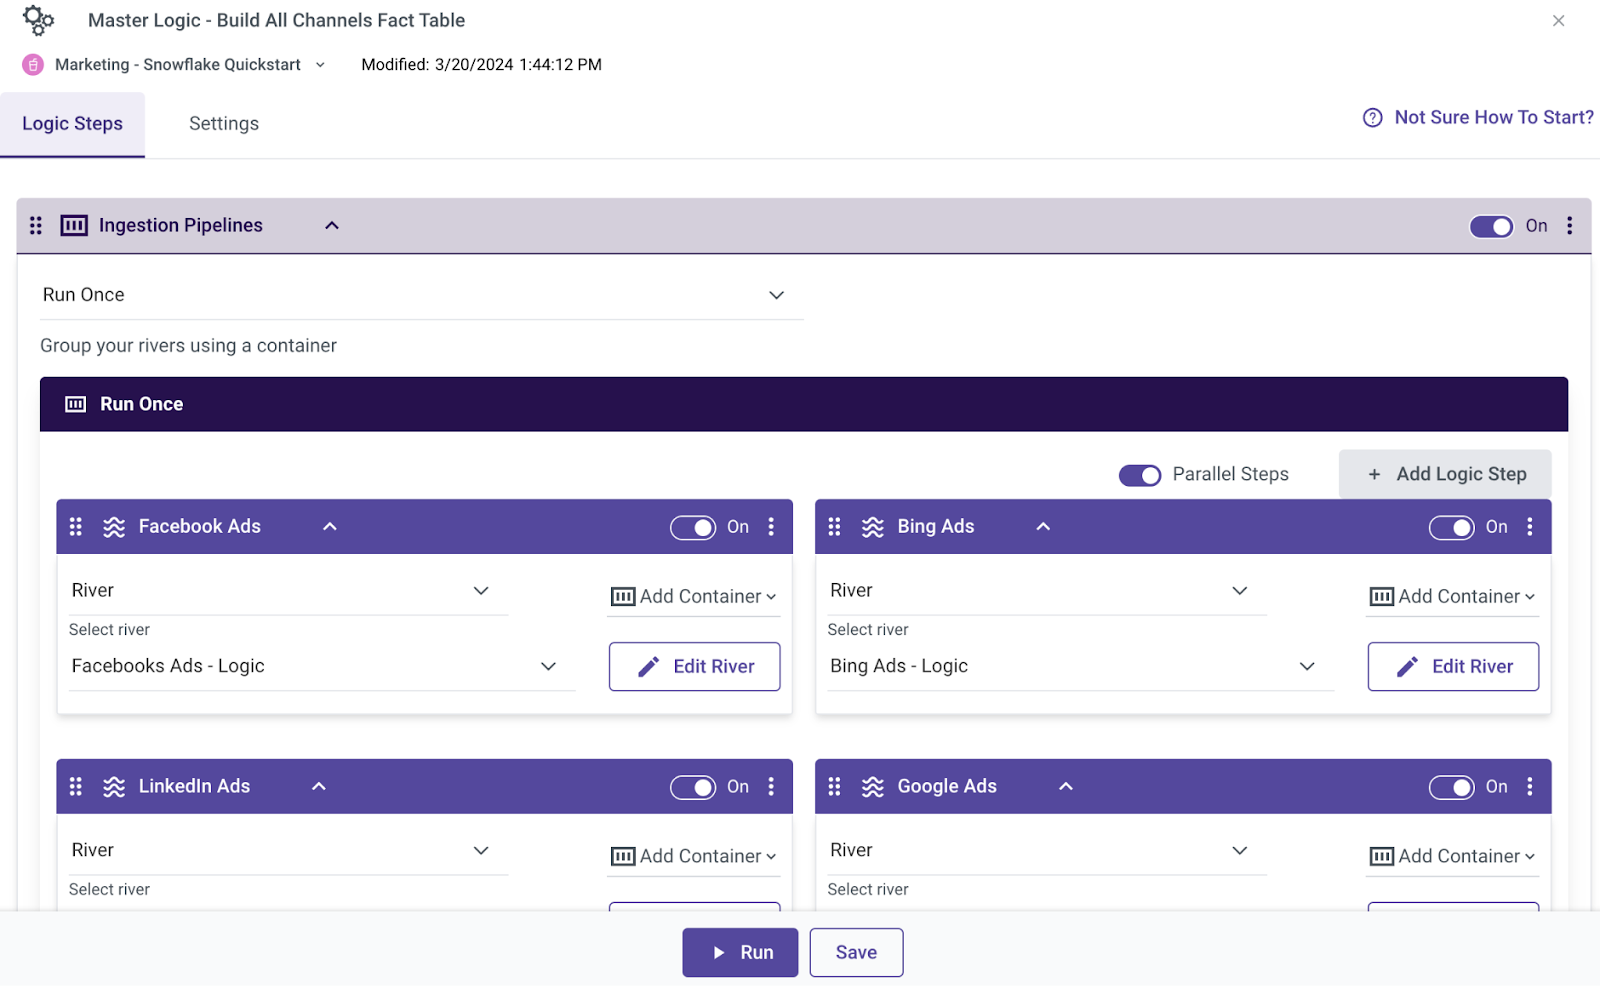 Master Logic - Build All Channels Fact Table
Marketing - Snowflake Quickstart Modified: 3/20/2024 1:44:12 PM
Logic Steps Settings Not Sure How To Start?
Ingestion Pipelines On
Run Once
Group your rivers using a container
Run Once
Parallel Steps + Add Logic Step
Facebook Ads On
River Add Container
Select river
Facebooks Ads - Logic Edit River
Bing Ads On
River Add Container
Select river
Bing Ads - Logic Edit River
LinkedIn Ads On
River Add Container
Select river
Google Ads On
River Add Container
Select river
Run Save